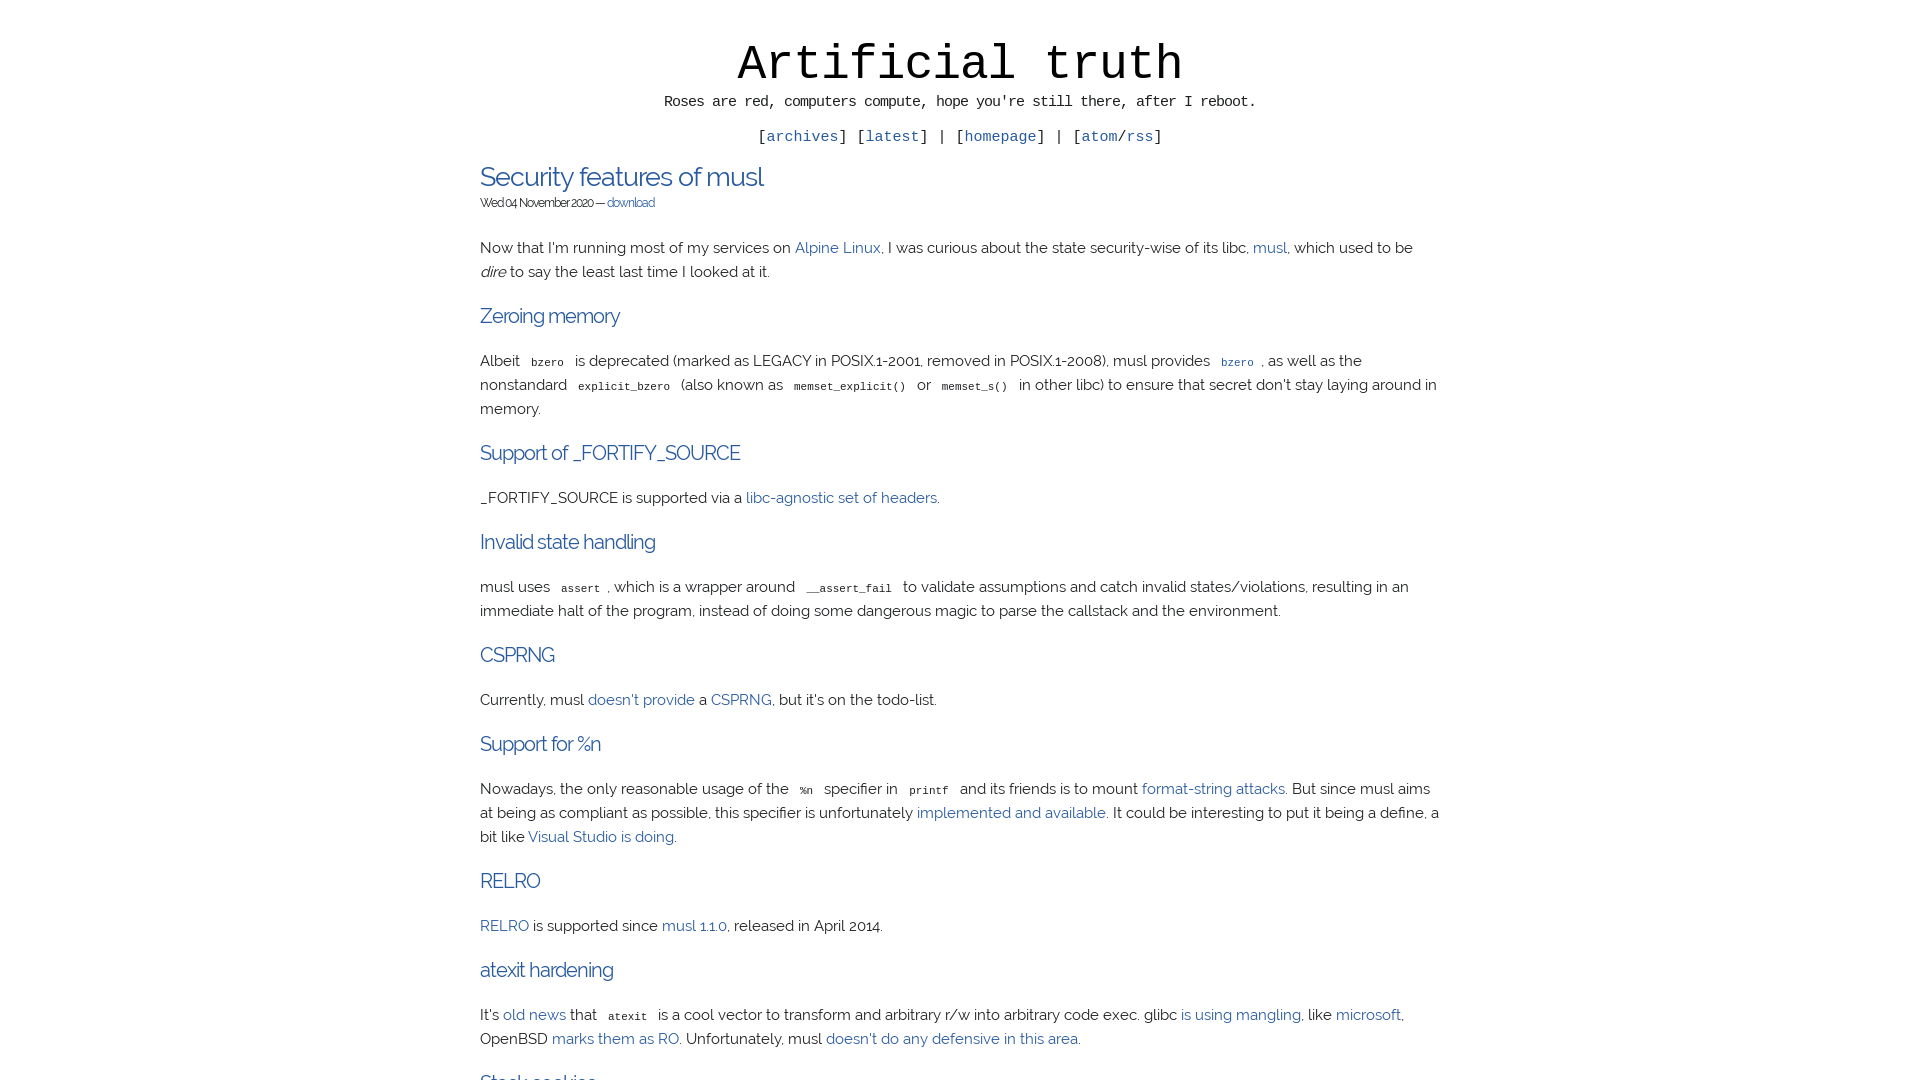 Artificial truth
Roses are red, computers compute, hope you're still there, after I reboot.
[archives] [latest] | [homepage] | [atom/rss]
Security features of musl
Wed 04 November 2020 — download
Now that I'm running most of my services on Alpine Linux, I was curious about the state security-wise of its libc, musl, which used to be
dire to say the least last time I looked at it.
Zeroing memory
Albeit bzero is deprecated (marked as LEGACY in POSIX.1-2001, removed in POSIX.1-2008), musl provides bzero , as well as the
nonstandard explicit_bzero (also known as memset_explicit() or memset_s() in other libc) to ensure that secret don't stay laying around in
memory.
Support of _FORTIFY_SOURCE
_FORTIFY_SOURCE is supported via a libc-agnostic set of headers.
Invalid state handling
musl uses assert , which is a wrapper around __assert_fail to validate assumptions and catch invalid states/violations, resulting in an
immediate halt of the program, instead of doing some dangerous magic to parse the callstack and the environment.
CSPRNG
Currently, musl doesn't provide a CSPRNG, but it's on the todo-list.
Support for %n
Nowadays, the only reasonable usage of the %n specifier in printf and its friends is to mount format-string attacks. But since musl aims
at being as compliant as possible, this specifier is unfortunately implemented and available. It could be interesting to put it being a define, a
bit like Visual Studio is doing.
RELRO
RELRO is supported since musl 1.1.0, released in April 2014.
atexit hardening
It's old news that atexit is a cool vector to transform and arbitrary r/w into arbitrary code exec. glibc is using mangling, like microsoft,
OpenBSD marks them as RO. Unfortunately, musl doesn't do any defensive in this area.
Stack cookies